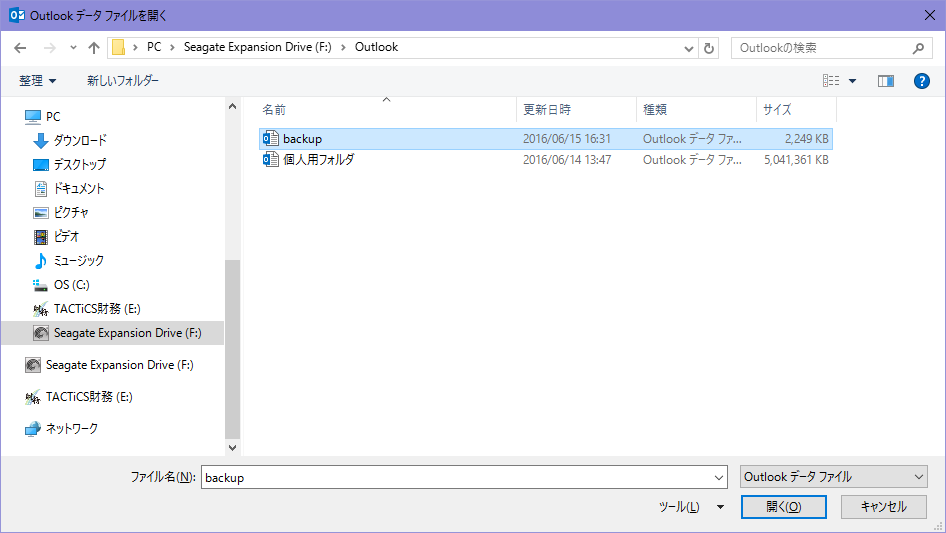 Outlook データ ファイルを開く
PC > Seagate Expansion Drive (F:) > Outlook
Outlookの検索
整理
新しいフォルダー
PC
ダウンロード
デスクトップ
ドキュメント
ピクチャ
ビデオ
ミュージック
OS (C:)
TACTiCS財務 (E:)
Seagate Expansion Drive (F:)
Seagate Expansion Drive (F:)
TACTiCS財務 (E:)
ネットワーク
名前 更新日時 種類 サイズ
backup 2016/06/15 16:31 Outlook データ ファ... 2,249 KB
個人用フォルダ 2016/06/14 13:47 Outlook データ ファ... 5,041,361 KB
ファイル名(N): backup
Outlook データ ファイル
ツール(L)
開く(O)
キャンセル